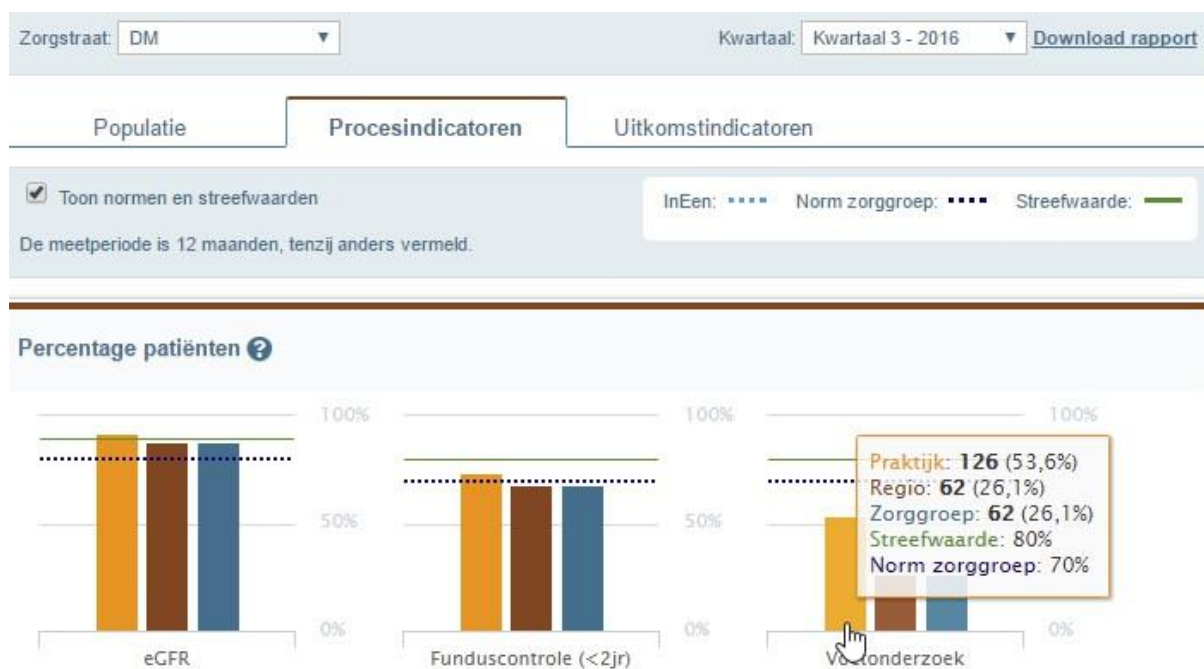 Zorgstraat: DM Kwartaal: Kwartaal 3 - 2016 Download rapport
Populatie Procesindicatoren Uitkomstindicatoren
Toon normen en streefwaarden InEen: Norm zorggroep: Streefwaarde:
De meetperiode is 12 maanden, tenzij anders vermeld.
Percentage patiënten ?
100% 100% 100%
Praktijk: 126 (53,6%)
Regio: 62 (26,1%)
50% 50% Zorggroep: 62 (26,1%)
Streefwaarde: 80%
Norm zorggroep: 70%
0% 0% 0%
eGFR Funduscontrole (<2jr) Voetonderzoek